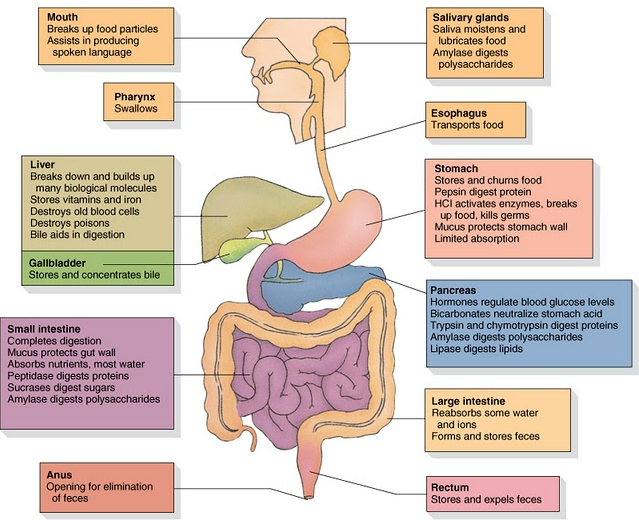 Mouth
Breaks up food particles
Assists in producing
spoken language
Salivary glands
Saliva moistens and
lubricates food
Amylase digests
polysaccharides
Pharynx
Swallows
Esophagus
Transports food
Liver
Breaks down and builds up
many biological molecules
Stores vitamins and iron
Destroys old blood cells
Destroys poisons
Bile aids in digestion
Gallbladder
Stores and concentrates bile
Stomach
Stores and churns food
Pepsin digest protein
HCl activates enzymes, breaks
up food, kills germs
Mucus protects stomach wall
Limited absorption
Pancreas
Hormones regulate blood glucose levels
Bicarbonates neutralize stomach acid
Trypsin and chymotrypsin digest proteins
Amylase digests polysaccharides
Lipase digests lipids
Small intestine
Completes digestion
Mucus protects gut wall
Absorbs nutrients, most water
Peptidase digests proteins
Sucrases digest sugars
Amylase digests polysaccharides
Large intestine
Reabsorbs some water
and ions
Forms and stores feces
Anus
Opening for elimination
of feces
Rectum
Stores and expels feces